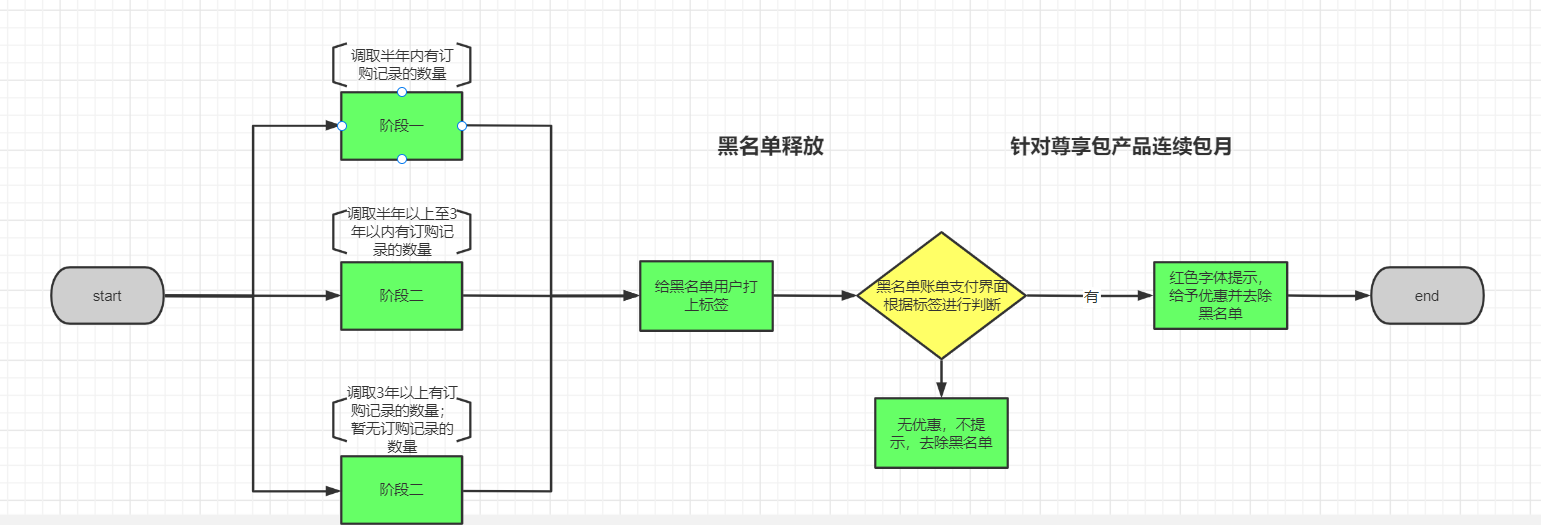 调取半年内有订
购记录的数量
阶段一
黑名单释放
针对尊享包产品连续包月
调取半年以上至3
年以内有订购记
录的数量
start
阶段二
给黑名单用户打
上标签
黑名单账单支付界面
根据标签进行判断
有
红色字体提示，
给予优惠并去除
黑名单
end
调取3年以上有订
购记录的数量；
暂无订购记录的
数量
阶段二
无优惠，不提
示，去除黑名单